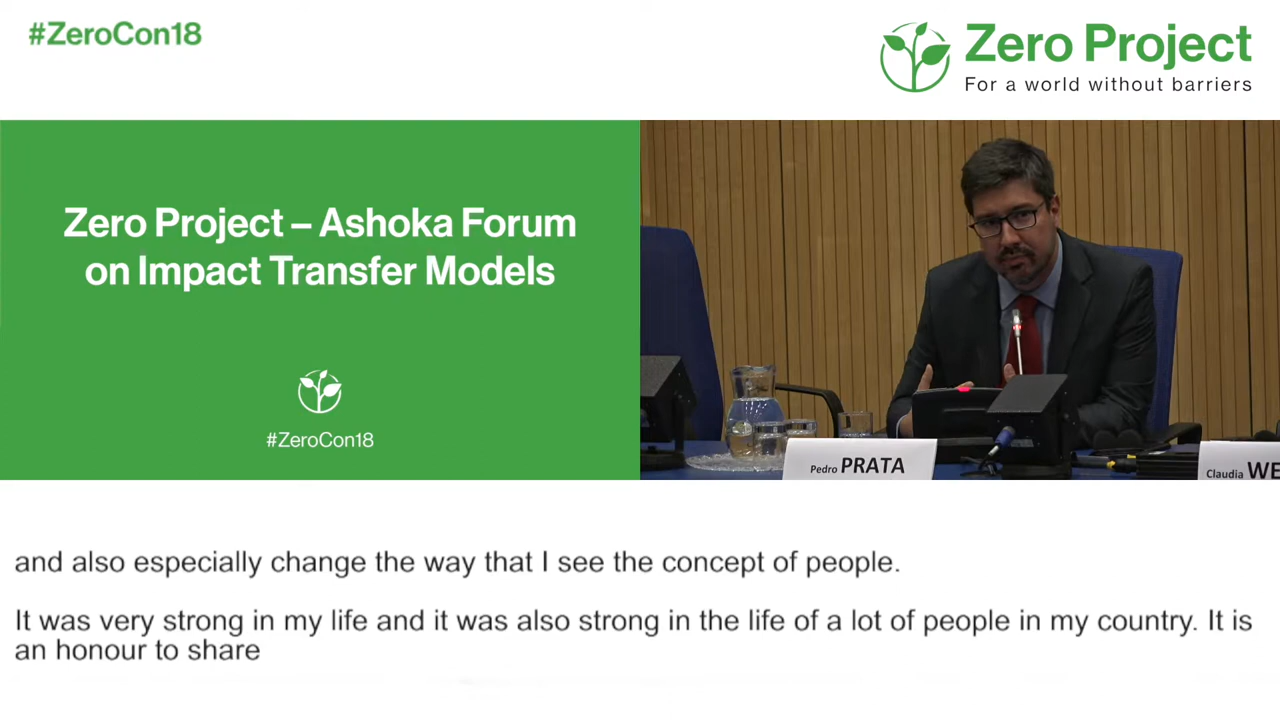 #ZeroCon18
Zero Project
For a world without barriers
Zero Project – Ashoka Forum
on Impact Transfer Models
#ZeroCon18
Pedro PRATA
Claudia WE
and also especially change the way that I see the concept of people.
It was very strong in my life and it was also strong in the life of a lot of people in my country. It is
an honour to share